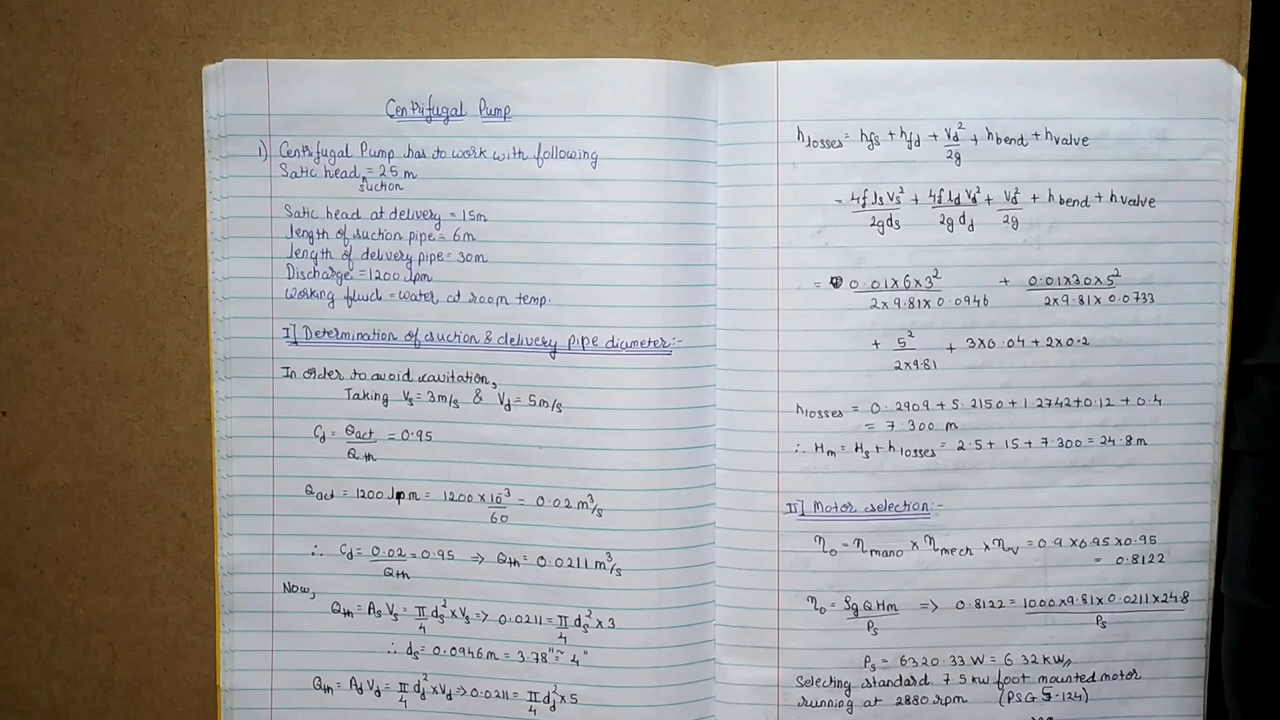 Centrifugal Pump
1) Centrifugal Pump has to work with following
Satic head = 25 m
suction
Satic head at delivery = 15m
length of suction pipe = 6m
length of delivery pipe = 30m
Discharge = 1200 lpm
Working fluid = water at room temp.
I] Determination of suction & delivery pipe diameter:-
In order to avoid cavitation,
Taking Vs = 3m/s & Vd = 5m/s
Cd = Qact/Qth = 0.95
Qact = 1200 lpm = 1200 × 10^-3/60 = 0.02 m³/s
∴ Cd = 0.02/Qth = 0.95 ⇒ Qth = 0.0211 m³/s
Now,
Qth = As Vs = π/4 ds² × Vs ⇒ 0.0211 = π/4 ds² × 3
∴ ds = 0.0946 m = 3.78" ≈ 4"
Qth = Ad Vd = π/4 dd² × Vd ⇒ 0.0211 = π/4 dd² × 5
hlosses = hfs + hfd + Vd²/2g + hbend + hvalve
= 4f ls Vs²/2g ds + 4f ld Vd²/2g dd + Vd²/2g + hbend + hvalve
= 0.01×6×3²/2×9.81×0.0946 + 0.01×30×5²/2×9.81×0.0733
+ 5²/2×9.81 + 3×0.04 + 2×0.2
hlosses = 0.2909 + 5.2150 + 1.2742 + 0.12 + 0.4
= 7.300 m
∴ Hm = Hs + hlosses = 2.5 + 15 + 7.300 = 24.8 m
II] Motor selection:-
η0 = ηmano × ηmech × ηv = 0.9 × 0.95 × 0.95
= 0.8122
η0 = ρg Q Hm/Ps ⇒ 0.8122 = 1000×9.81×0.0211×24.8/Ps
Ps = 6320.33 W = 6.32 kW
Selecting standard 7.5 kw foot mounted motor
running at 2880 rpm (PSG 5.124)